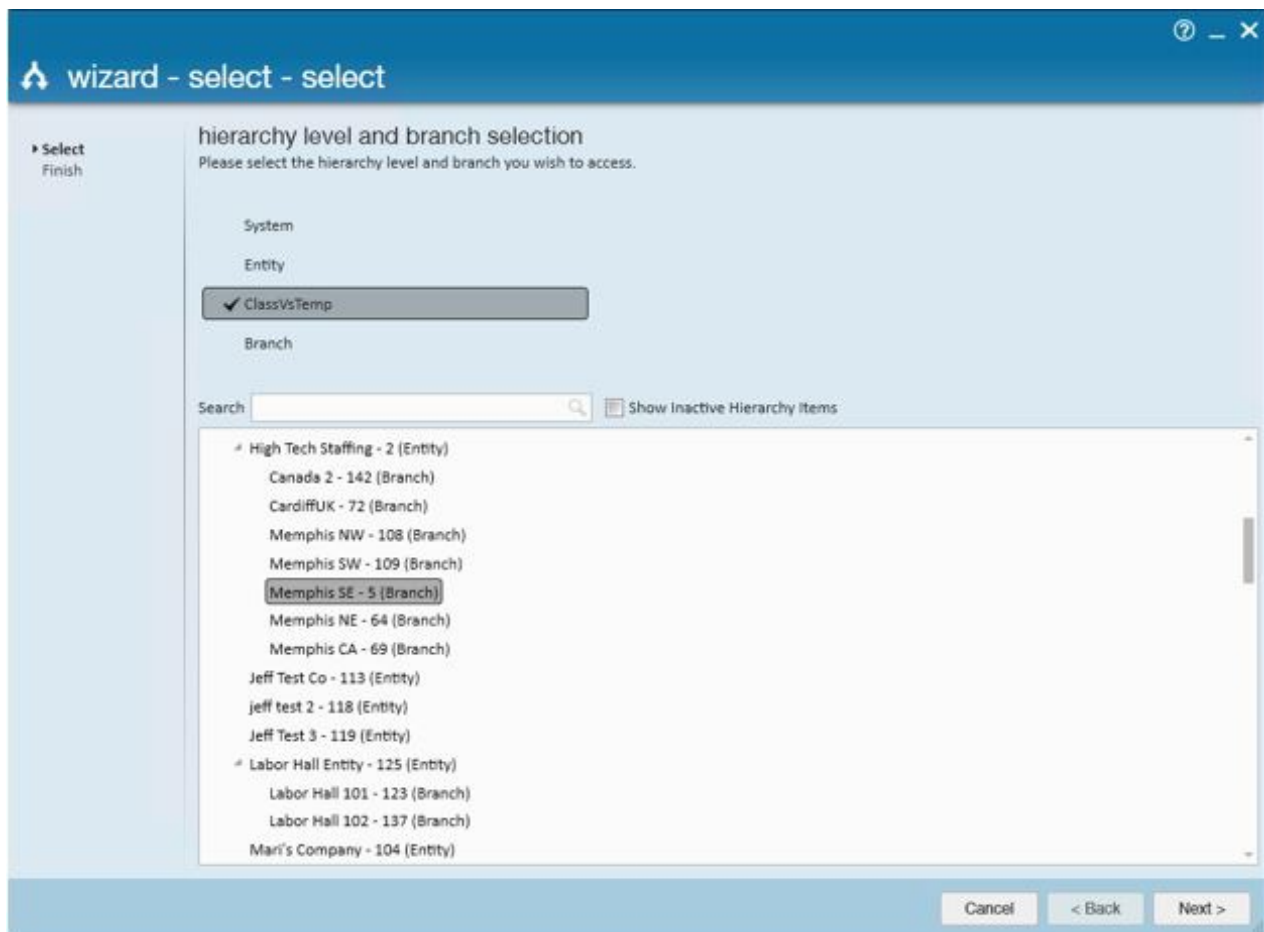 wizard - select - select
Select
Finish
hierarchy level and branch selection
Please select the hierarchy level and branch you wish to access.
System
Entity
ClassVsTemp
Branch
Search
Show Inactive Hierarchy Items
High Tech Staffing - 2 (Entity)
Canada 2 - 142 (Branch)
CardiffUK - 72 (Branch)
Memphis NW - 108 (Branch)
Memphis SW - 109 (Branch)
Memphis SE - 5 (Branch)
Memphis NE - 64 (Branch)
Memphis CA - 69 (Branch)
Jeff Test Co - 113 (Entity)
jeff test 2 - 118 (Entity)
Jeff Test 3 - 119 (Entity)
Labor Hall Entity - 125 (Entity)
Labor Hall 101 - 123 (Branch)
Labor Hall 102 - 137 (Branch)
Mari's Company - 104 (Entity)
Cancel < Back Next >